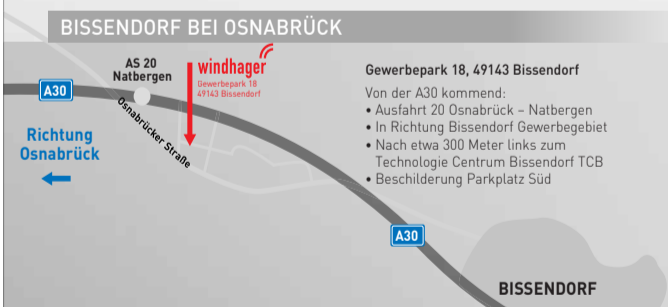 BISSENDORF BEI OSNABRÜCK
AS 20
Natbergen
windhager
Gewerbepark 18
49143 Bissendorf
A30
Osnabrücker Straße
Richtung
Osnabrück
Gewerbepark 18, 49143 Bissendorf
Von der A30 kommend:
• Ausfahrt 20 Osnabrück – Natbergen
• In Richtung Bissendorf Gewerbegebiet
• Nach etwa 300 Meter links zum
Technologie Centrum Bissendorf TCB
• Beschilderung Parkplatz Süd
A30
BISSENDORF